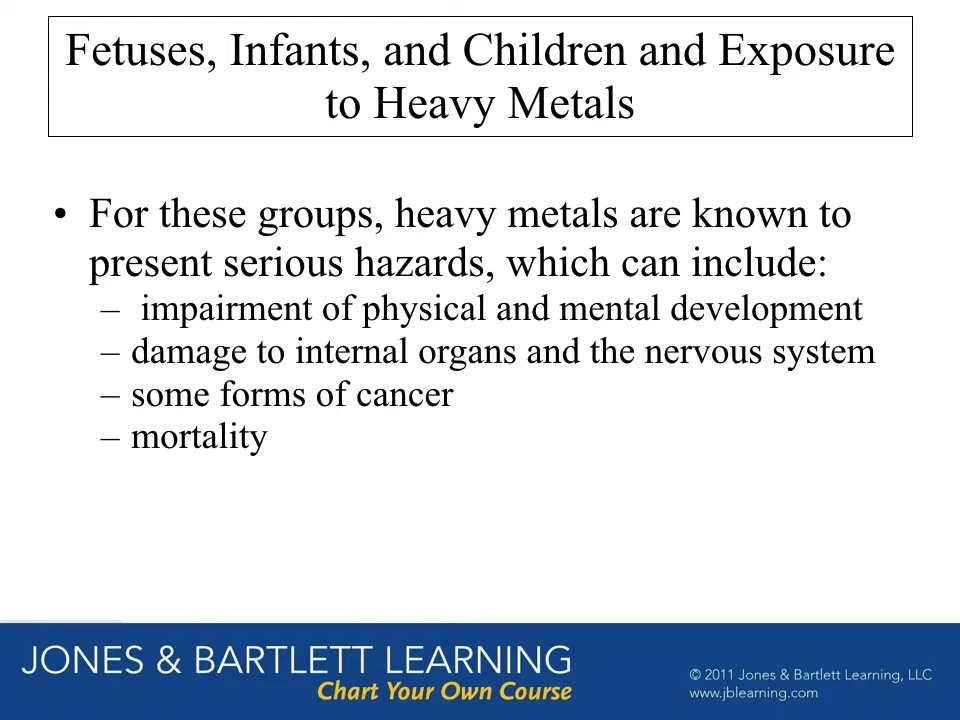 Fetuses, Infants, and Children and Exposure
to Heavy Metals
• For these groups, heavy metals are known to
present serious hazards, which can include:
– impairment of physical and mental development
– damage to internal organs and the nervous system
– some forms of cancer
– mortality
JONES & BARTLETT LEARNING
Chart Your Own Course
© 2011 Jones & Bartlett Learning, LLC
www.jblearning.com